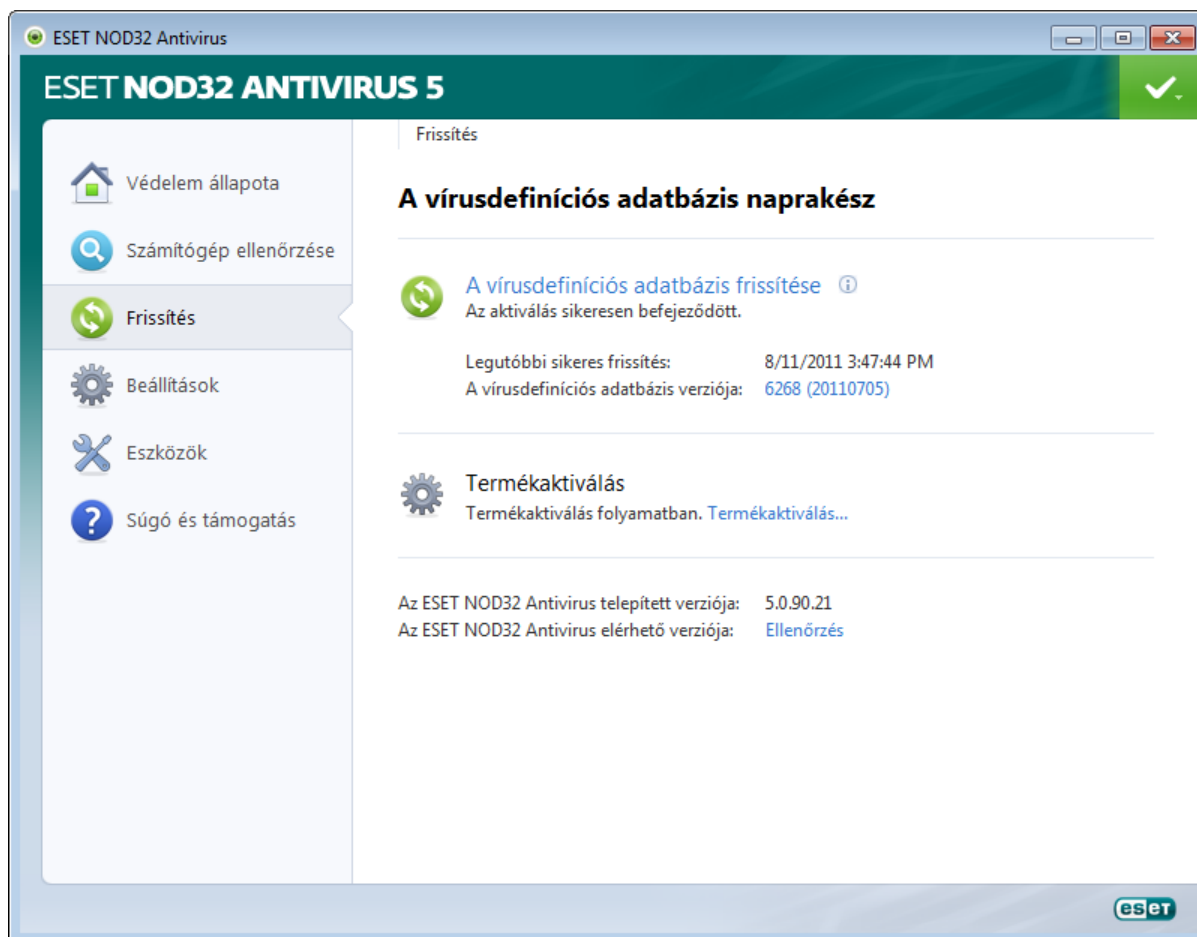 ESET NOD32 Antivirus
ESET NOD32 ANTIVIRUS 5
Védelem állapota
Számítógép ellenőrzése
Frissítés
Beállítások
Eszközök
Súgó és támogatás
Frissítés
A vírusdefiníciós adatbázis naprakész
A vírusdefiníciós adatbázis frissítése
Az aktiválás sikeresen befejeződött.
Legutóbbi sikeres frissítés: 8/11/2011 3:47:44 PM
A vírusdefiníciós adatbázis verziója: 6268 (20110705)
Termékaktiválás
Termékaktiválás folyamatban. Termékaktiválás...
Az ESET NOD32 Antivirus telepített verziója: 5.0.90.21
Az ESET NOD32 Antivirus elérhető verziója: Ellenőrzés
eset